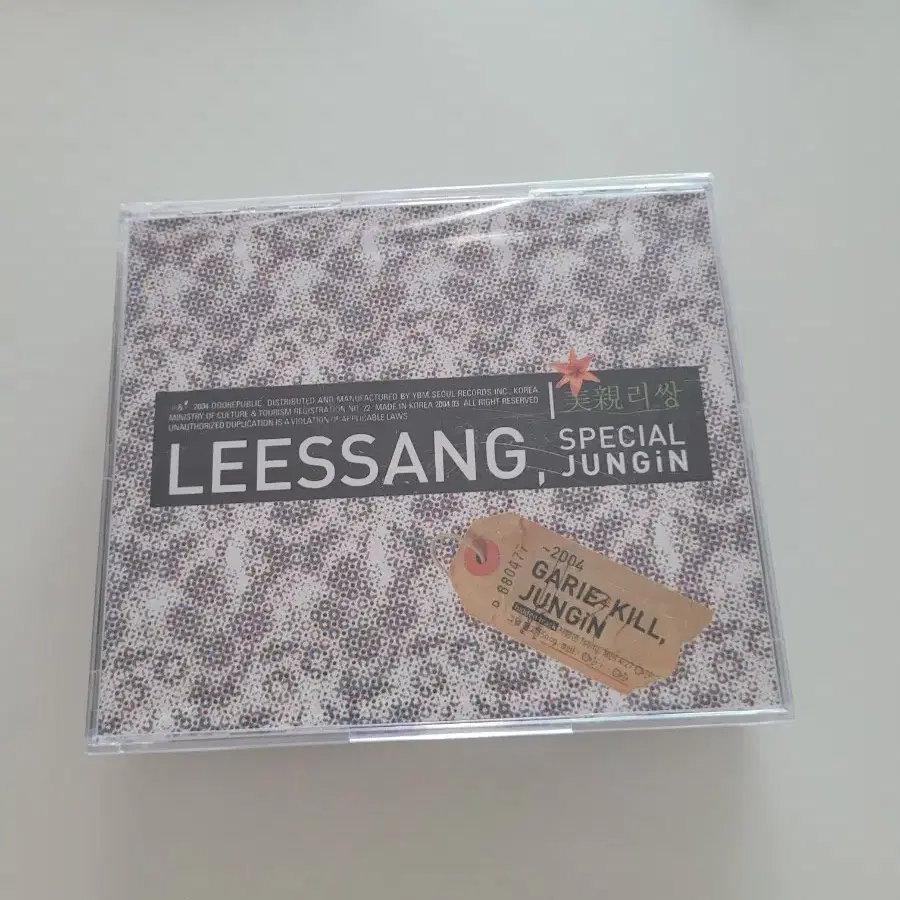 2004 DOOREPUBLIC. DISTRIBUTED AND MANUFACTURED BY YBM SEOUL RECORDS INC., KOREA
MINISTRY OF CULTURE & TOURISM REGISTRATION NO. 22. MADE IN KOREA 2004.03. ALL RIGHT RESERVED
UNAUTHORIZED DUPLICATION IS A VIOLATION OF APPLICABLE LAWS
美親리쌍
LEESSANG,
SPECIAL
JUNGiN
~2004
GARIE, KILL,
JUNGiN